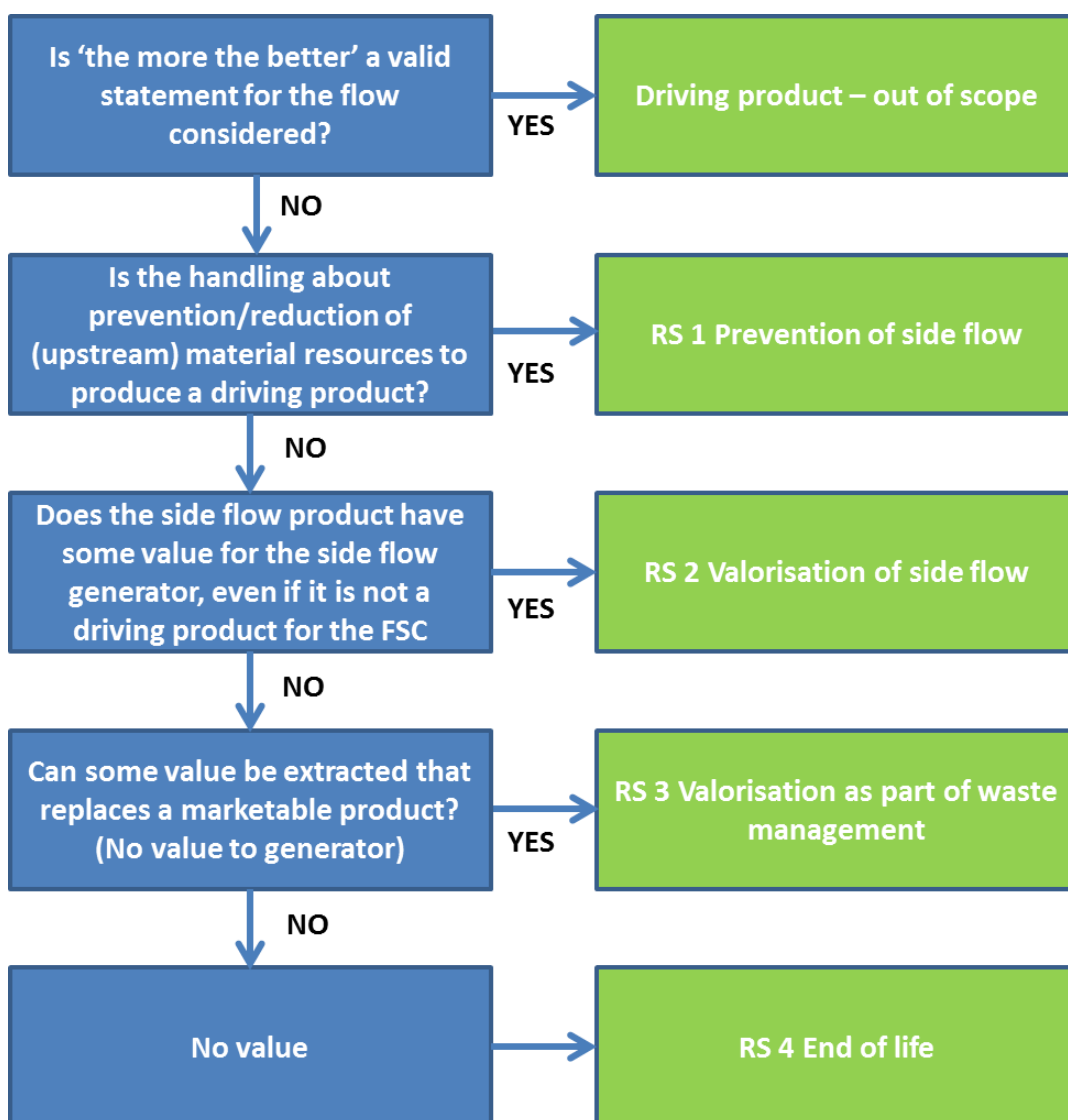 Is ‘the more the better’ a valid
statement for the flow
considered?
YES
Driving product – out of scope
NO
Is the handling about
prevention/reduction of
(upstream) material resources to
produce a driving product?
YES
RS 1 Prevention of side flow
NO
Does the side flow product have
some value for the side flow
generator, even if it is not a
driving product for the FSC
YES
RS 2 Valorisation of side flow
NO
Can some value be extracted that
replaces a marketable product?
(No value to generator)
YES
RS 3 Valorisation as part of waste
management
NO
No value
RS 4 End of life